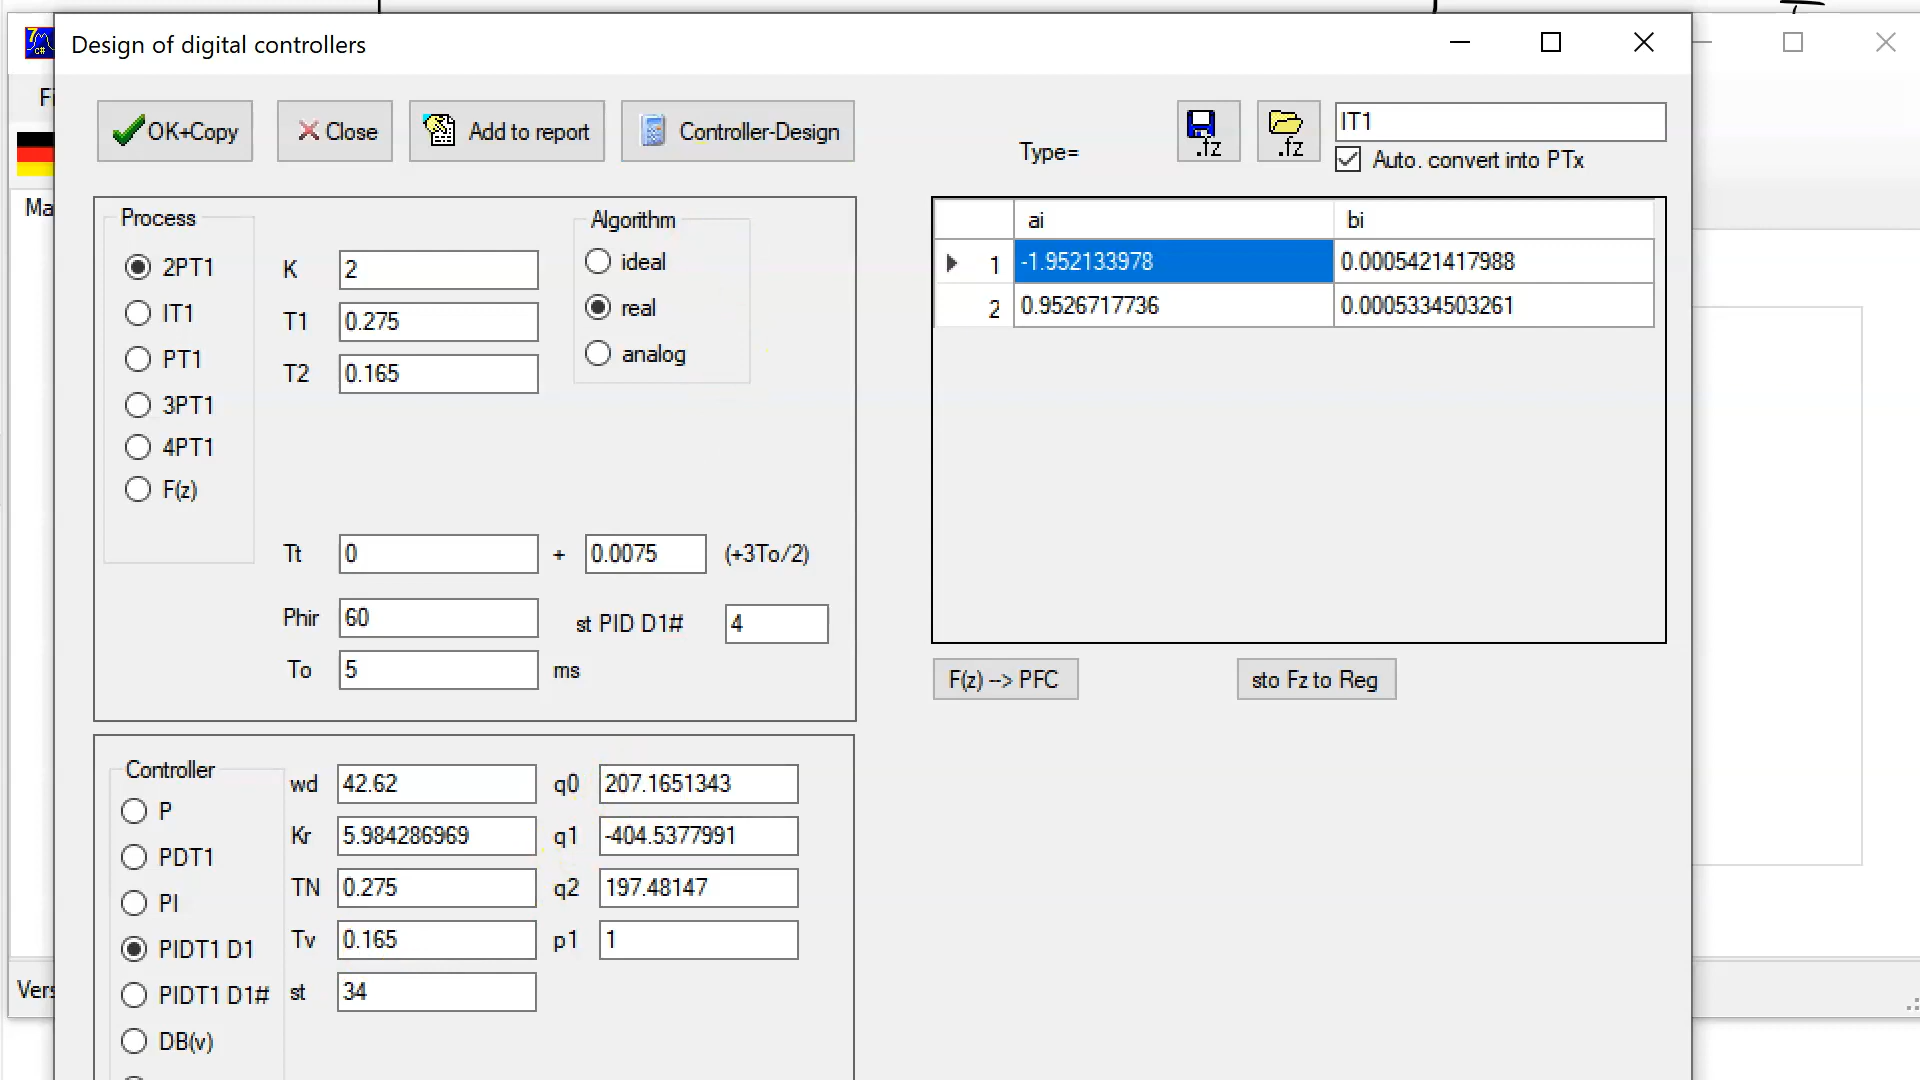 7
c#
Design of digital controllers
Fi
OK+Copy
Close
Add to report
Controller-Design
Type=
.fz
.fz
IT1
Auto. convert into PTx
Ma
Process
2PT1
IT1
PT1
3PT1
4PT1
F(z)
K
2
T1
0.275
T2
0.165
Algorithm
ideal
real
analog
Tt
0
+
0.0075
(+3To/2)
Phir
60
st PID D1#
4
To
5
ms
ai
bi
1
-1.952133978
0.0005421417988
2
0.9526717736
0.0005334503261
F(z) --> PFC
sto Fz to Reg
Controller
P
PDT1
PI
PIDT1 D1
PIDT1 D1#
DB(v)
wd
42.62
q0
207.1651343
Kr
5.984286969
q1
-404.5377991
TN
0.275
q2
197.48147
Tv
0.165
p1
1
st
34
Vers